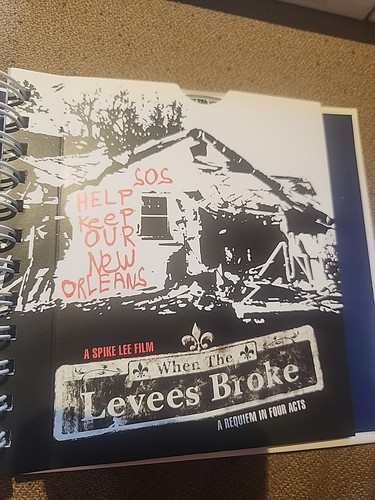 SOS
HELP
KeeP
OUR
NeW
ORLEANS
A SPIKE LEE FILM
When The
Levees Broke
A REQUIEM IN FOUR ACTS